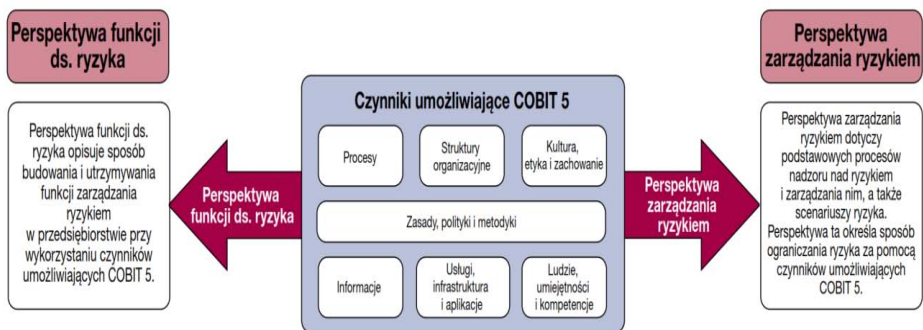 Perspektywa funkcji
ds. ryzyka
Perspektywa funkcji ds.
ryzyka opisuje sposób
budowania i utrzymywania
funkcji zarządzania
ryzykiem
w przedsiębiorstwie przy
wykorzystaniu czynników
umożliwiających COBIT 5.
Perspektywa
funkcji ds. ryzyka
Czynniki umożliwiające COBIT 5
Procesy
Struktury
organizacyjne
Kultura,
etyka i zachowanie
Zasady, polityki i metodyki
Informacje
Usługi,
infrastruktura
i aplikacje
Ludzie,
umiejętności
i kompetencje
Perspektywa
zarządzania
ryzykiem
Perspektywa
zarządzania ryzykiem
Perspektywa zarządzania
ryzykiem dotyczy
podstawowych procesów
nadzoru nad ryzykiem
i zarządzania nim, a także
scenariuszy ryzyka.
Perspektywa ta określa sposób
ograniczania ryzyka za pomocą
czynników umożliwiających
COBIT 5.